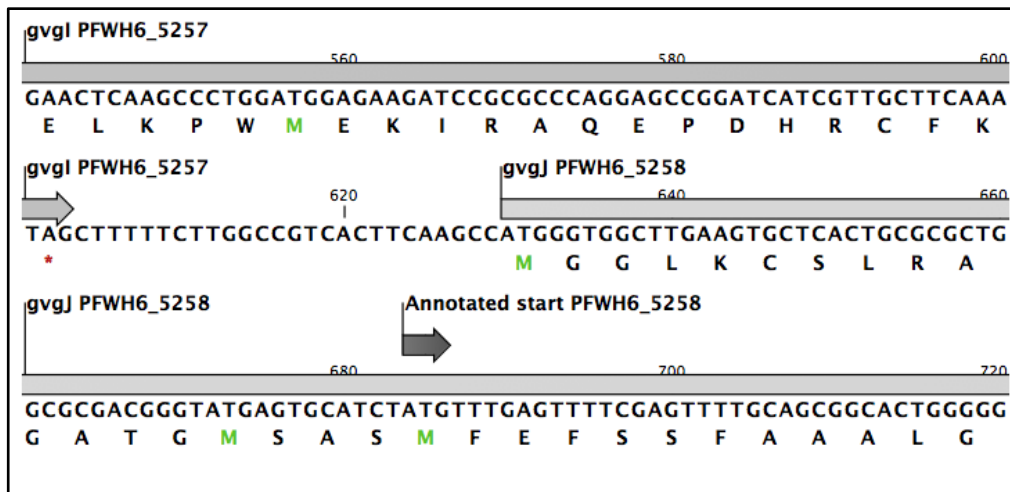 gvgI PFWH6_5257
560 580 600
GAACTCAAGCCCTGGATGGAGAAGATCCGCGCCCAGGAGCCGGATCATCGTTGCTTCAAA
E L K P W M E K I R A Q E P D H R C F K
gvgI PFWH6_5257 gvgJ PFWH6_5258
620 640 660
TAGCTTTTTCTTGGCCGTCACTTCAAGCCATGGGTGGCTTGAAGTGCTCACTGCGCGCTG
* M G G L K C S L R A
gvgJ PFWH6_5258 Annotated start PFWH6_5258
680 700 720
GCGCGACGGGTATGAGTGCATCTATGTTTGAGTTTTCGAGTTTTGCAGCGGCACTGGGGG
G A T G M S A S M F E F S S F A A A L G